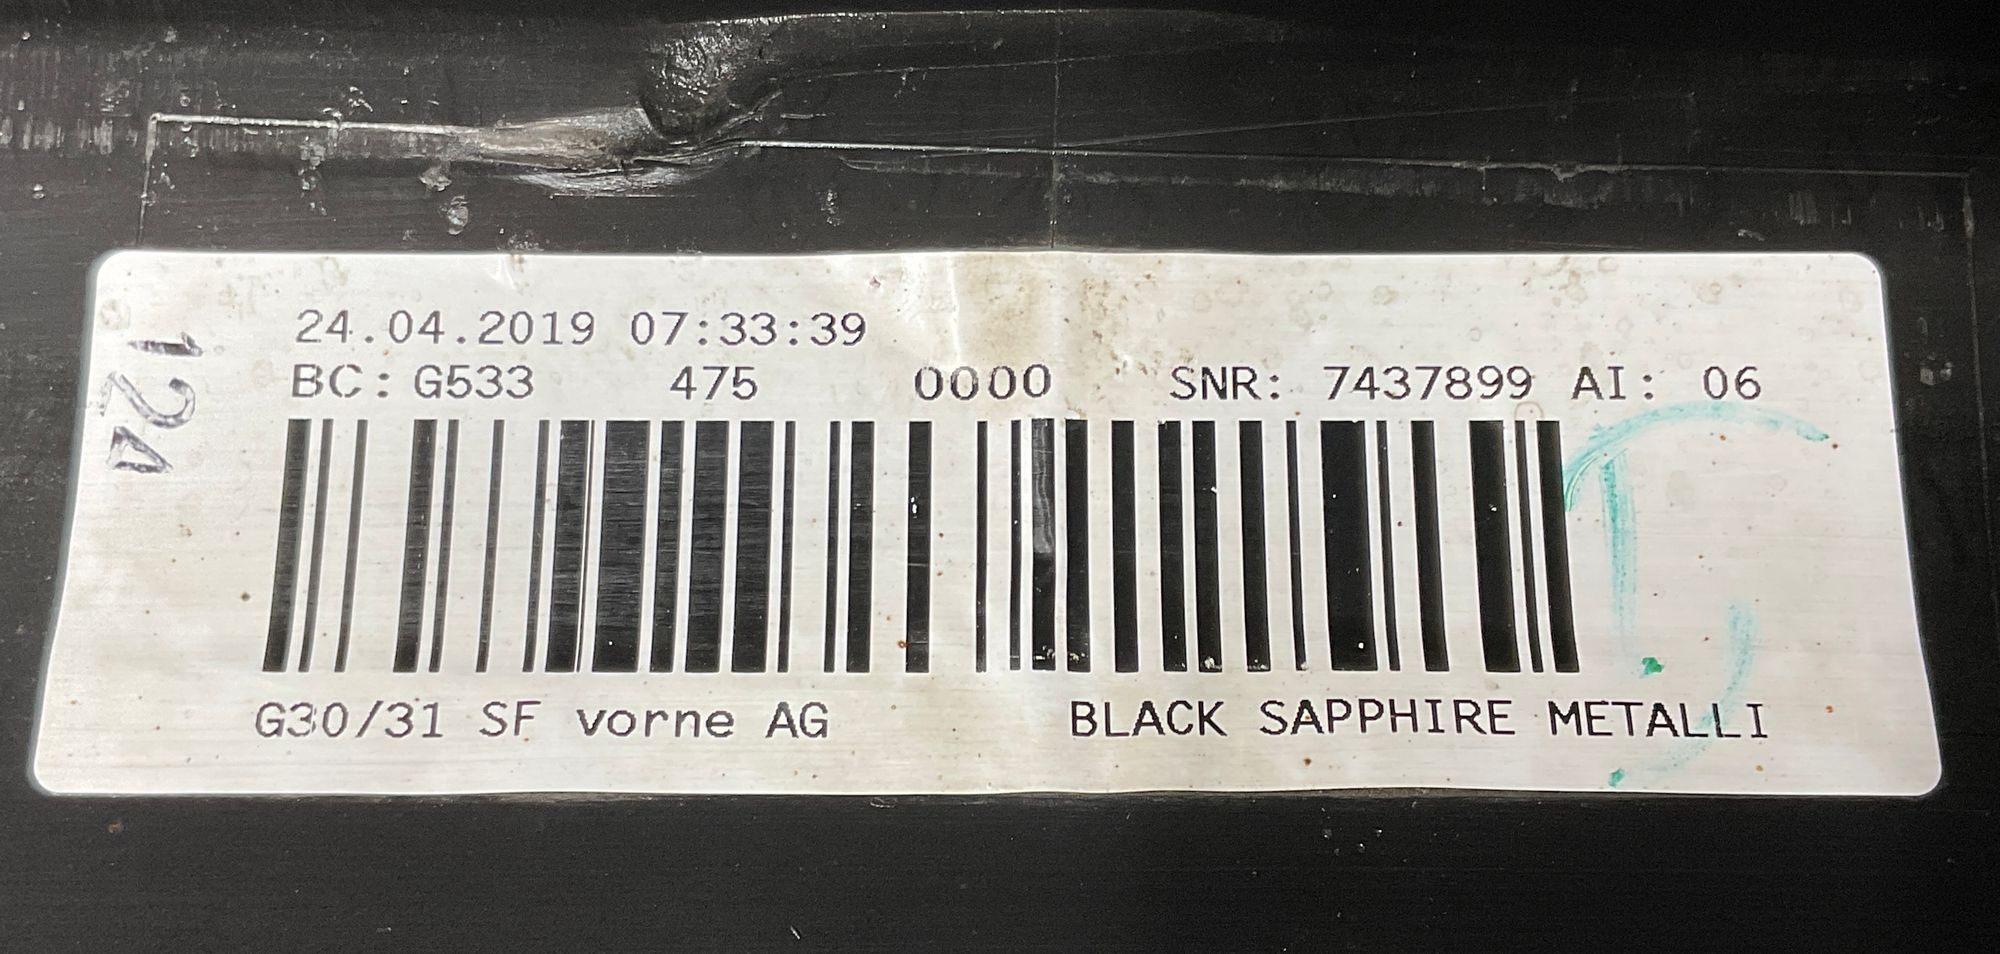 24.04.2019 07:33:39
BC: G533 475 0000 SNR: 7437899 AI: 06
G30/31 SF vorne AG BLACK SAPPHIRE METALLI
124